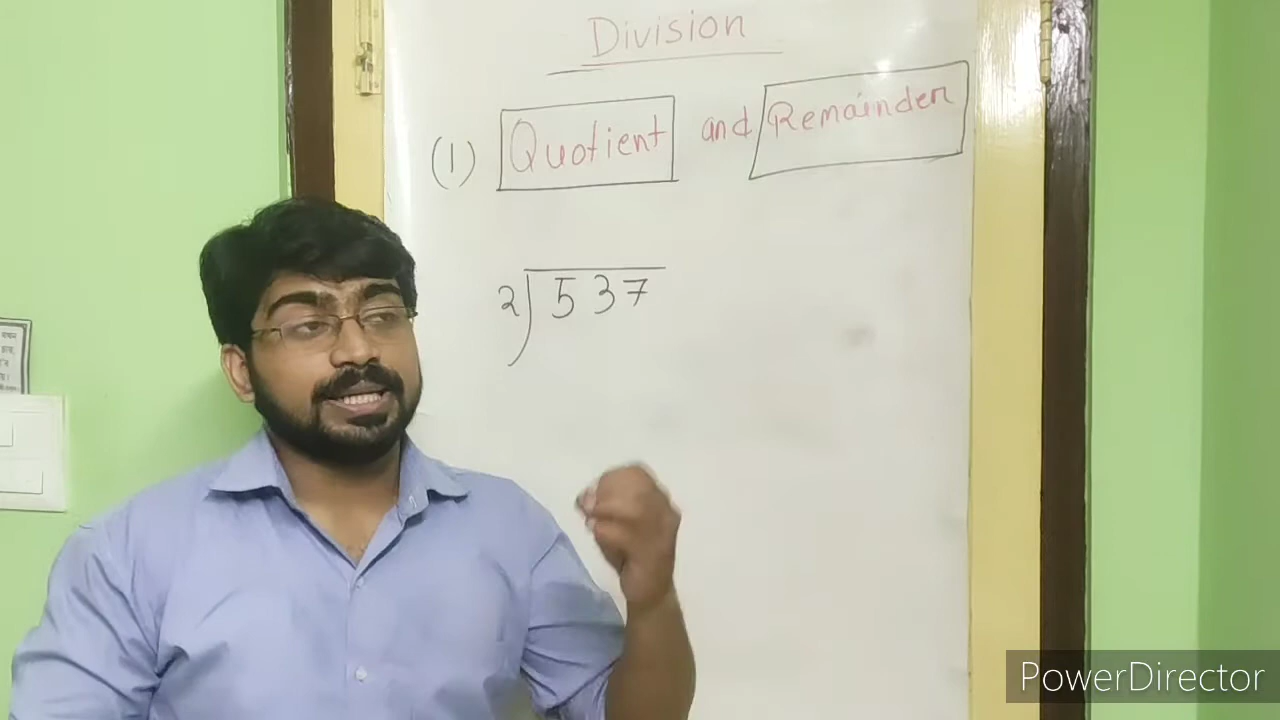 Division
(1) Quotient and Remainder
2)537
PowerDirector